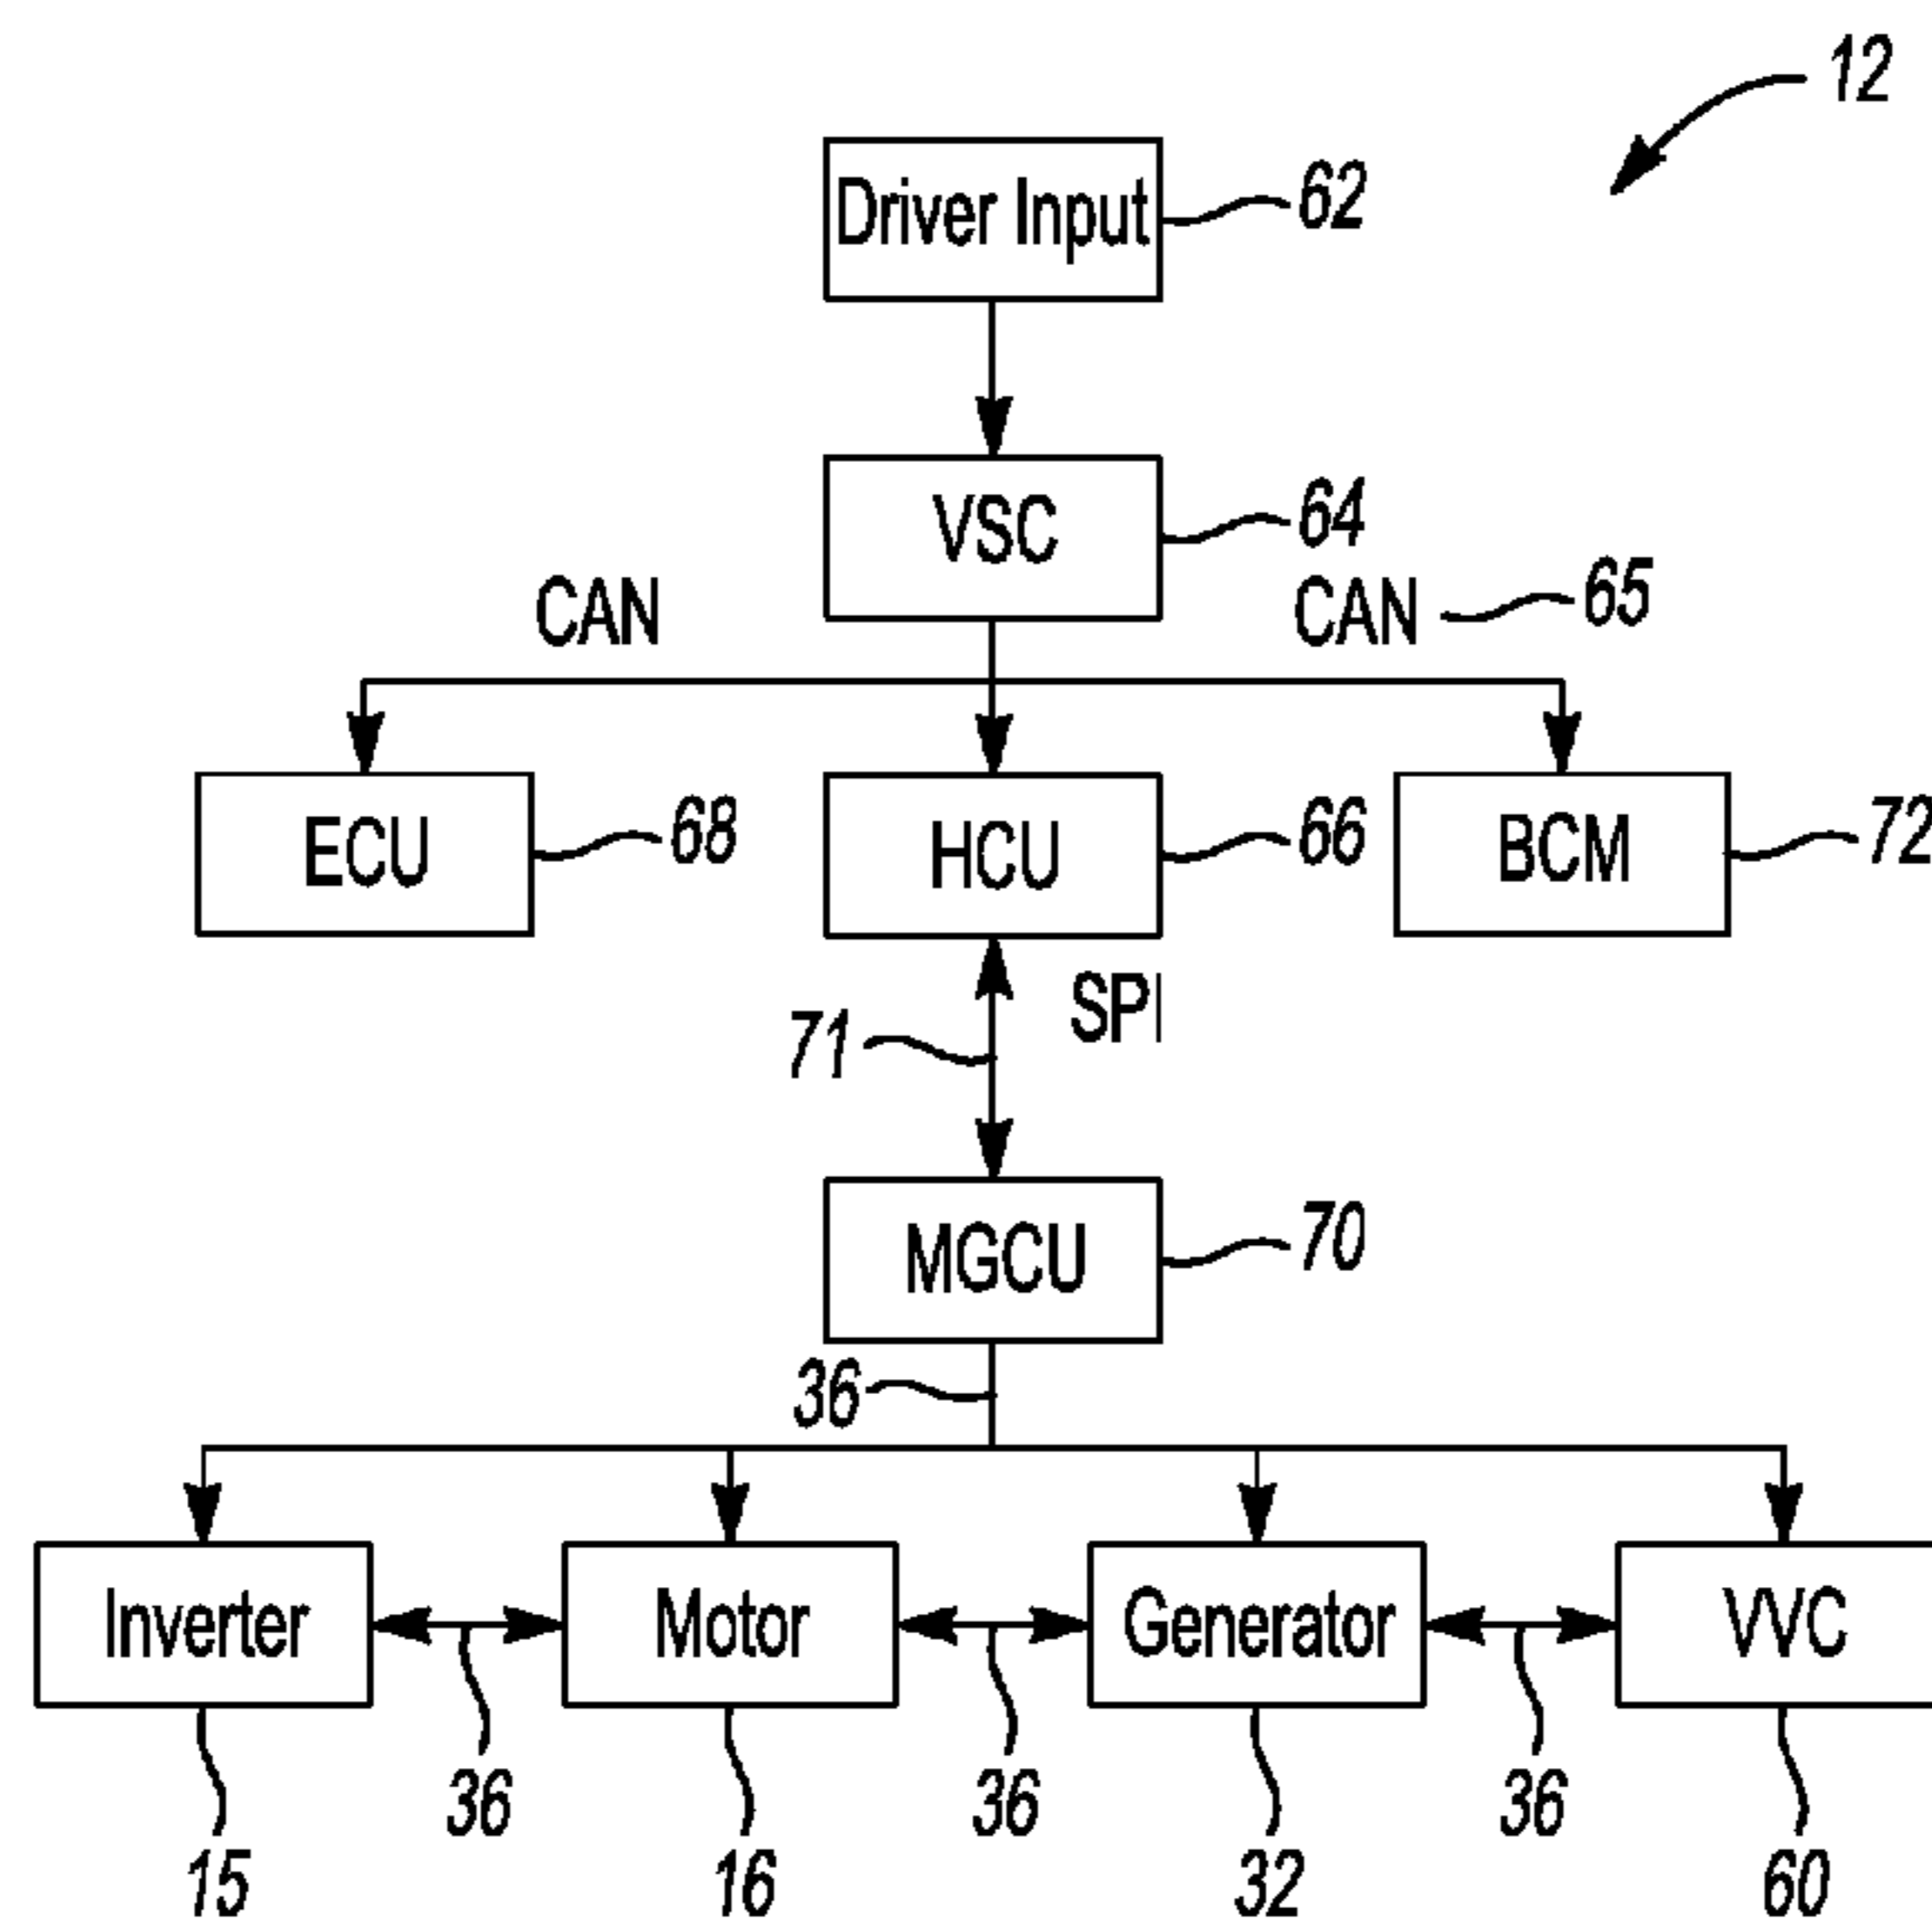 12
Driver Input 62
VSC 64
CAN CAN 65
ECU 68 HCU 66 BCM 72
SPI
71
MGCU 70
36
Inverter Motor Generator VVC
36 36 36
15 16 32 60